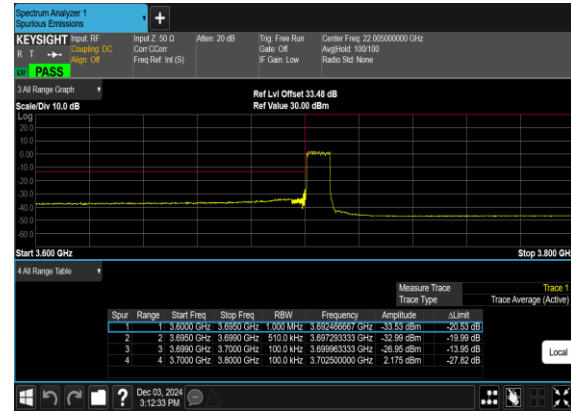 Spectrum Analyzer 1
Spurious Emissions
KEYSIGHT Input: RF Input Z: 50 Ω Atten: 20 dB Trig: Free Run Center Freq: 22.005000000 GHz
R T Coupling: DC Corr CCorr Gate: Off Avg|Hold: 100/100
Align: Off Freq Ref: Int (S) IF Gain: Low Radio Std: None
PASS
3 All Range Graph
Ref Lvl Offset 33.48 dB
Scale/Div 10.0 dB Ref Value 30.00 dBm
Log
20.0
10.0
0.00
-10.0
-20.0
-30.0
-40.0
-50.0
-60.0
Start 3.600 GHz Stop 3.800 GHz
4 All Range Table
Measure Trace Trace 1
Trace Type Trace Average (Active)
Spur Range Start Freq Stop Freq RBW Frequency Amplitude ΔLimit
1 1 3.6000 GHz 3.6950 GHz 1.000 MHz 3.692466667 GHz -33.53 dBm -20.53 dB
2 2 3.6950 GHz 3.6990 GHz 510.0 kHz 3.697293333 GHz -32.99 dBm -19.99 dB
3 3 3.6990 GHz 3.7000 GHz 100.0 kHz 3.699963333 GHz -26.95 dBm -13.95 dB
4 4 3.7000 GHz 3.8000 GHz 100.0 kHz 3.702500000 GHz 2.175 dBm -27.82 dB
Local
Dec 03, 2024
3:12:33 PM